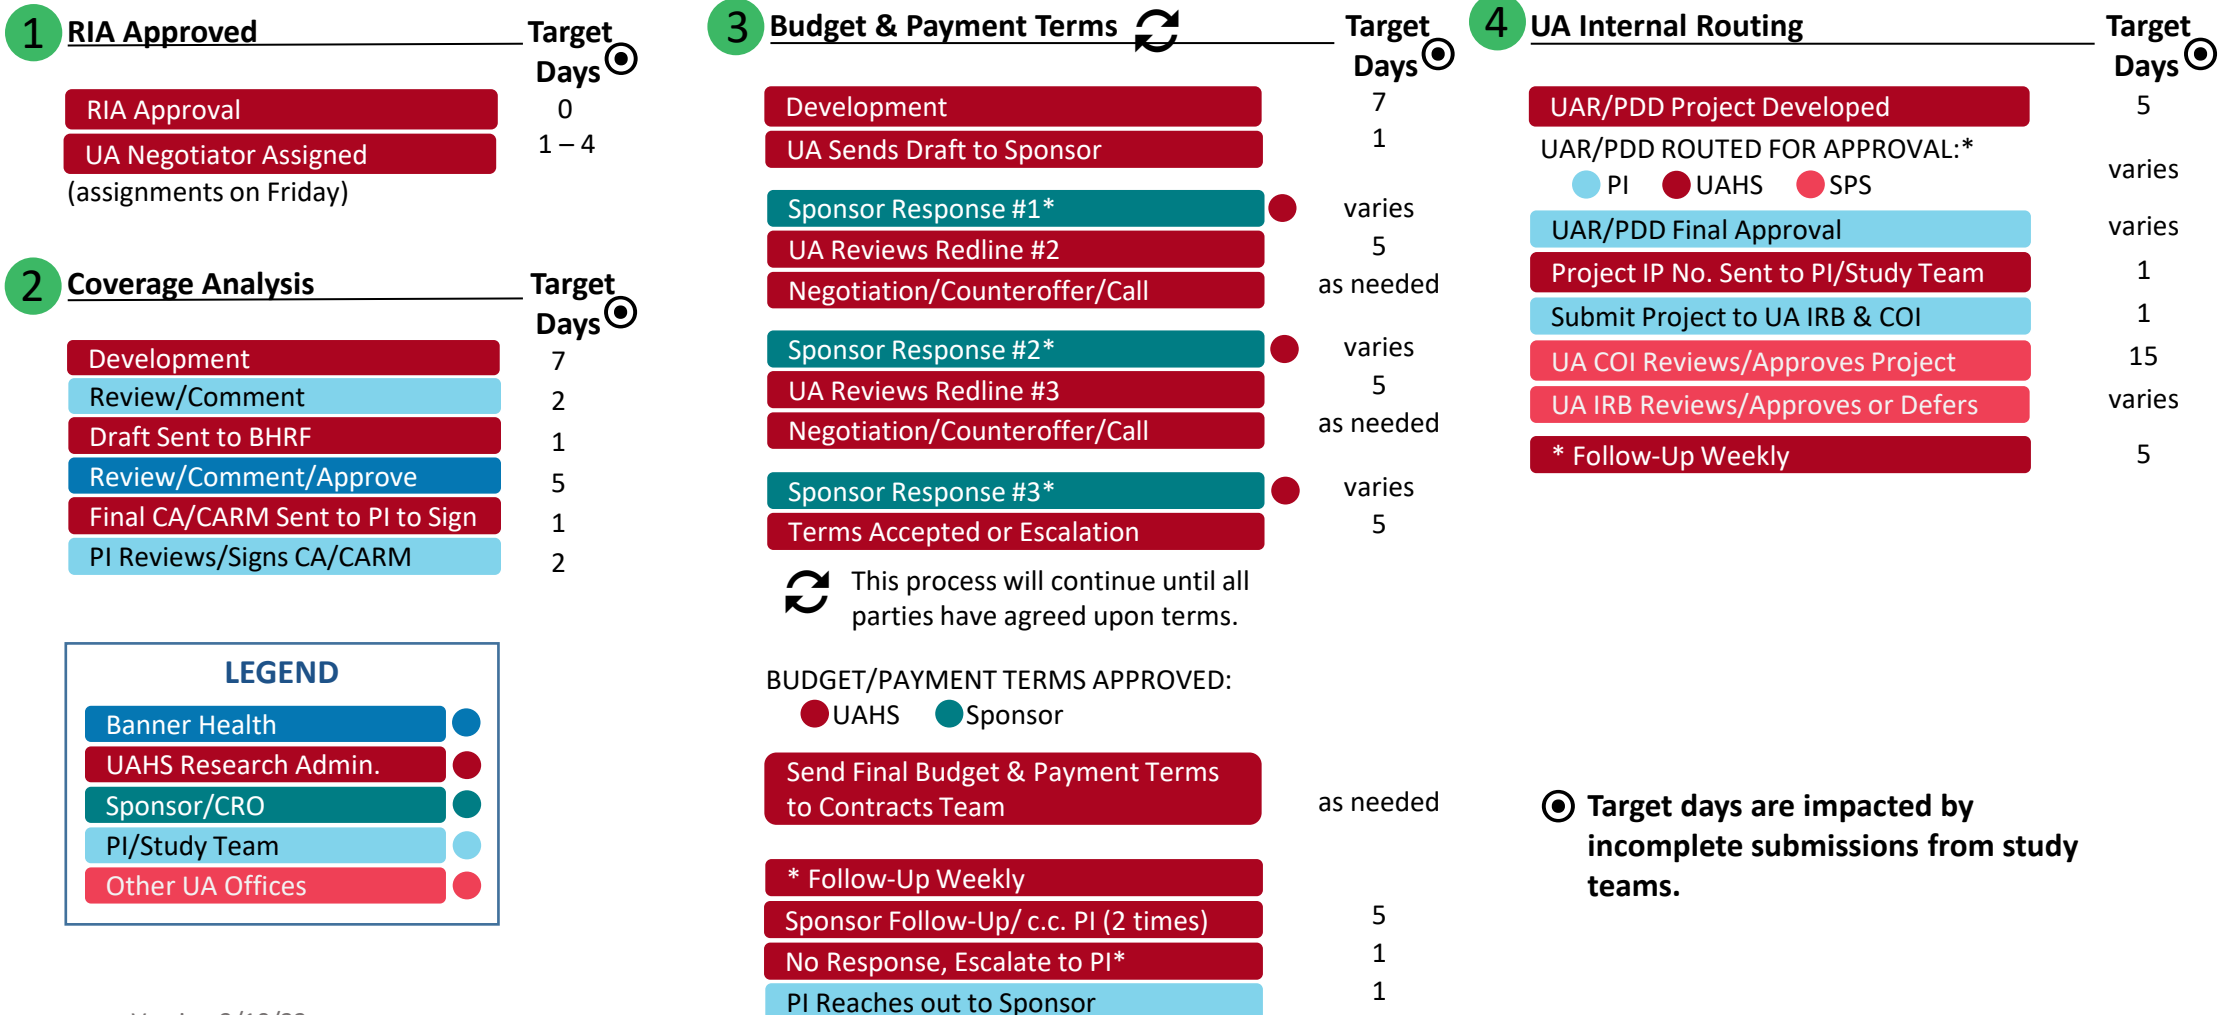 1 RIA Approved Target
Days
RIA Approval 0
UA Negotiator Assigned 1 – 4
(assignments on Friday)
2 Coverage Analysis Target
Days
Development 7
Review/Comment 2
Draft Sent to BHRF 1
Review/Comment/Approve 5
Final CA/CARM Sent to PI to Sign 1
PI Reviews/Signs CA/CARM 2
LEGEND
Banner Health
UAHS Research Admin.
Sponsor/CRO
PI/Study Team
Other UA Offices
3 Budget & Payment Terms Target
Days
Development 7
UA Sends Draft to Sponsor 1
Sponsor Response #1* varies
UA Reviews Redline #2 5
Negotiation/Counteroffer/Call as needed
Sponsor Response #2* varies
UA Reviews Redline #3 5
Negotiation/Counteroffer/Call as needed
Sponsor Response #3* varies
Terms Accepted or Escalation 5
This process will continue until all
parties have agreed upon terms.
BUDGET/PAYMENT TERMS APPROVED:
UAHS Sponsor
Send Final Budget & Payment Terms
to Contracts Team as needed
* Follow-Up Weekly
Sponsor Follow-Up/ c.c. PI (2 times) 5
No Response, Escalate to PI* 1
PI Reaches out to Sponsor 1
4 UA Internal Routing Target
Days
UAR/PDD Project Developed 5
UAR/PDD ROUTED FOR APPROVAL:* varies
PI UAHS SPS
UAR/PDD Final Approval varies
Project IP No. Sent to PI/Study Team 1
Submit Project to UA IRB & COI 1
UA COI Reviews/Approves Project 15
UA IRB Reviews/Approves or Defers varies
* Follow-Up Weekly 5
Target days are impacted by
incomplete submissions from study
teams.